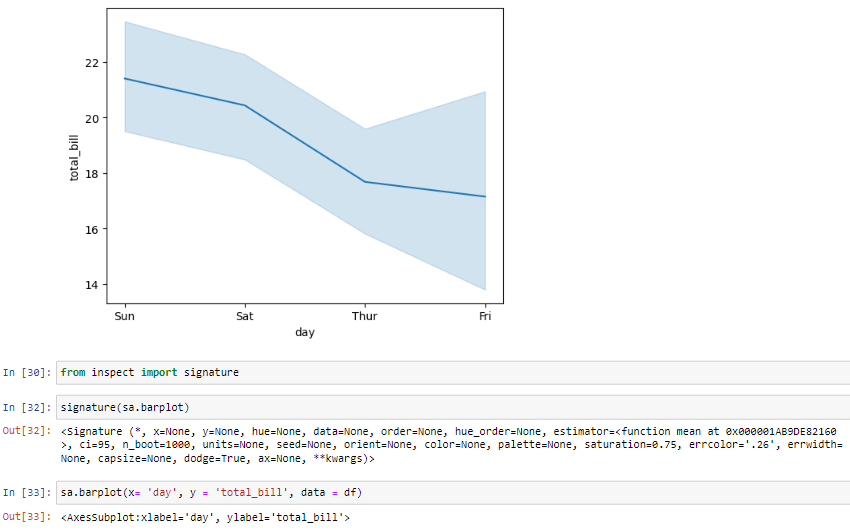 22
20
18
16
14
total_bill
Sun Sat Thur Fri
day
In [30]: from inspect import signature
In [32]: signature(sa.barplot)
Out[32]: <Signature (*, x=None, y=None, hue=None, data=None, order=None, hue_order=None, estimator=<function mean at 0x000001AB9DE82160
>, ci=95, n_boot=1000, units=None, seed=None, orient=None, color=None, palette=None, saturation=0.75, errcolor='.26', errwidth=
None, capsize=None, dodge=True, ax=None, **kwargs)>
In [33]: sa.barplot(x= 'day', y = 'total_bill', data = df)
Out[33]: <AxesSubplot:xlabel='day', ylabel='total_bill'>